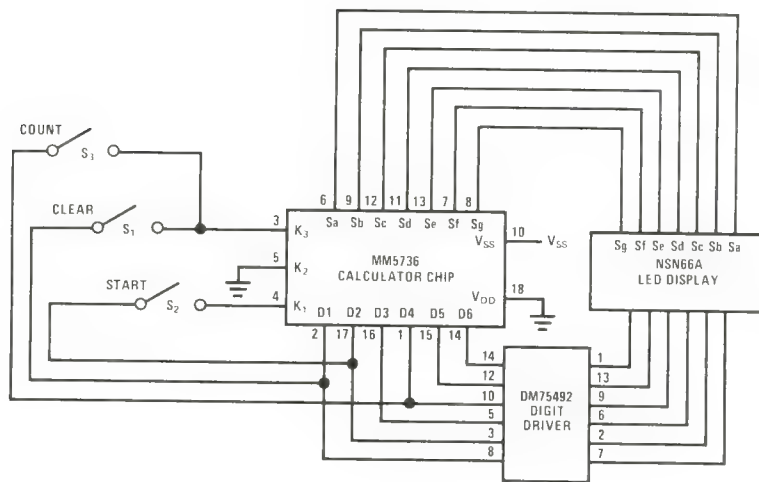 COUNT
S3
CLEAR
S1
START
S2
6 9 12 11 13 7 8
Sa Sb Sc Sd Se Sf Sg
3 K3
5 K2
4 K1
MM5736
CALCULATOR CHIP
VSS 10 VSS
VDD 18
D1 D2 D3 D4 D5 D6
2 17 16 1 15 14
Sg Sf Se Sd Sc Sb Sa
NSN66A
LED DISPLAY
14
12
10
5
3
8
DM75492
DIGIT
DRIVER
1
13
9
6
2
7